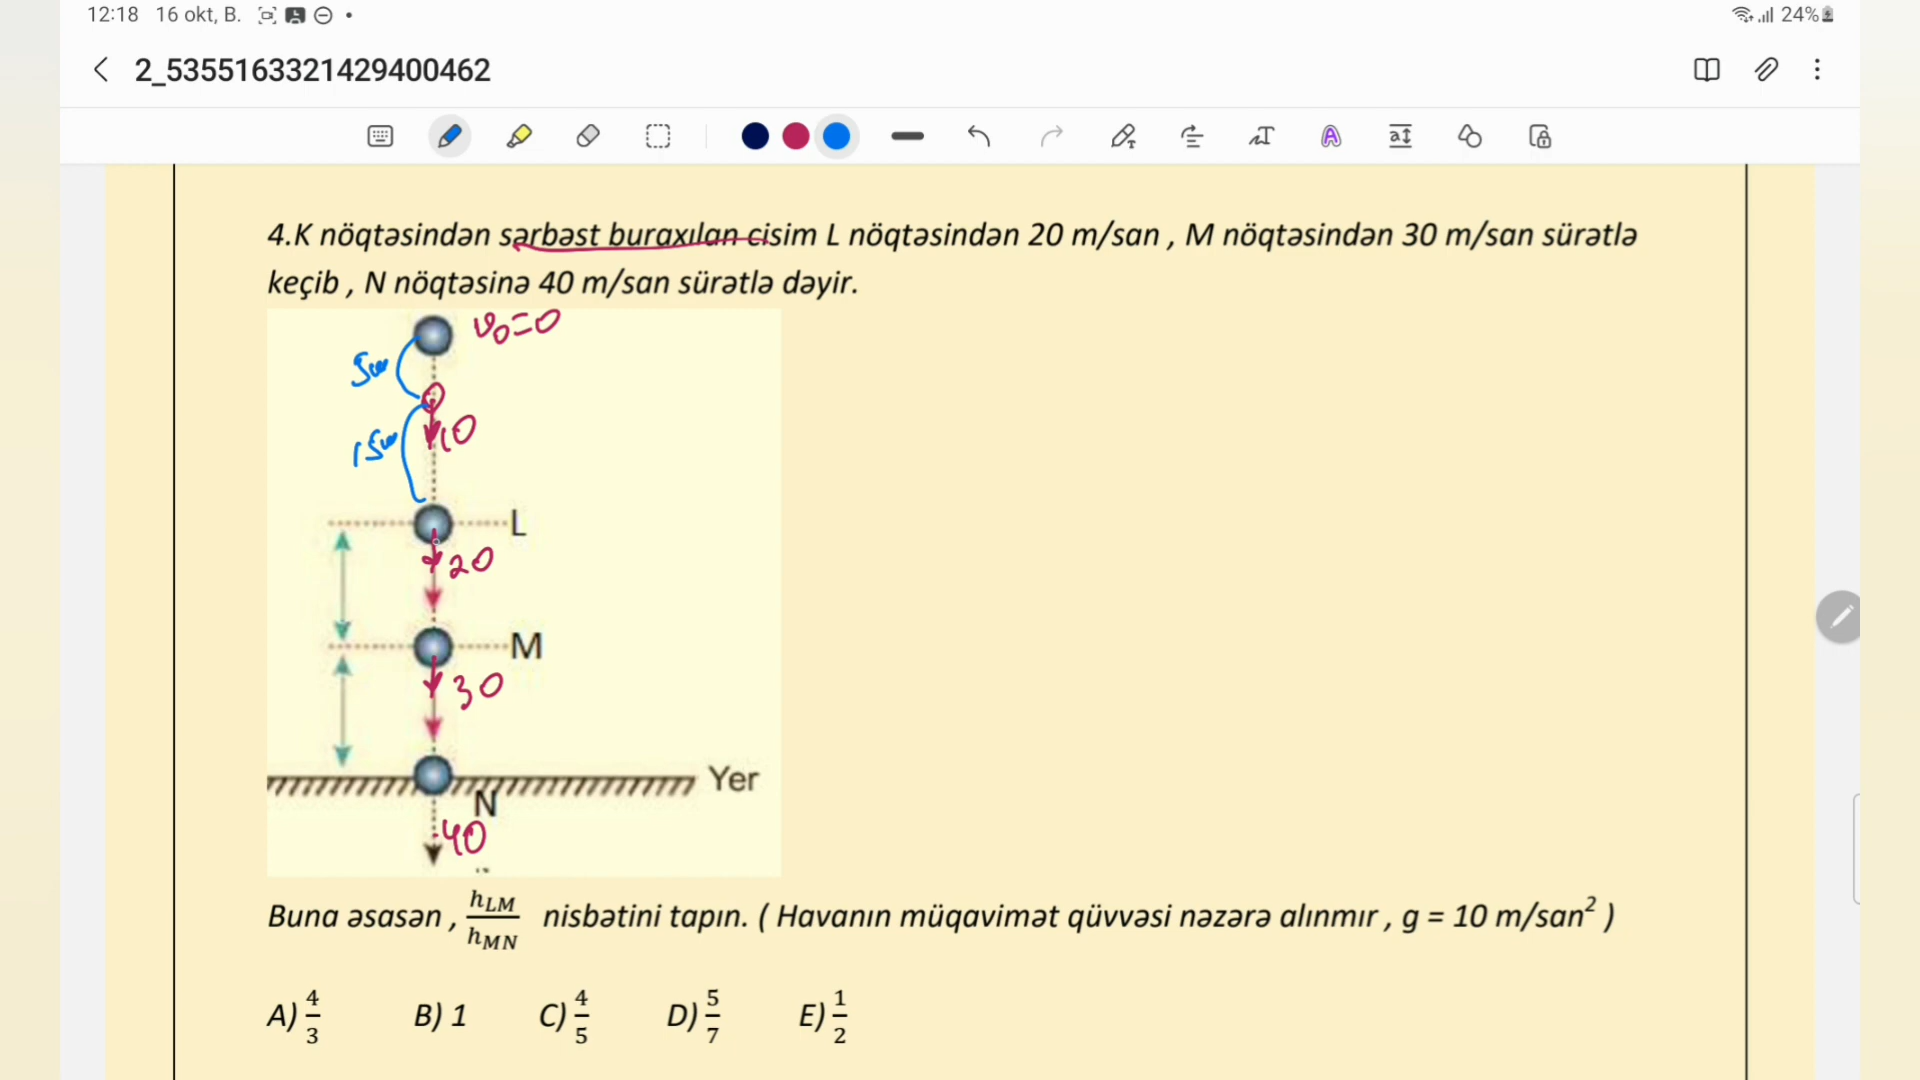 12:18 16 okt, B. 24%
2_5355163321429400462
4.K nöqtəsindən sərbəst buraxılan cisim L nöqtəsindən 20 m/san , M nöqtəsindən 30 m/san sürətlə
keçib , N nöqtəsinə 40 m/san sürətlə dəyir.
v₀=0
5m
10
15m
L
20
M
30
Yer
N
40
Buna əsasən , hLM/hMN nisbətini tapın. ( Havanın müqavimət qüvvəsi nəzərə alınmır , g = 10 m/san² )
A) 4/3 B) 1 C) 4/5 D) 5/7 E) 1/2